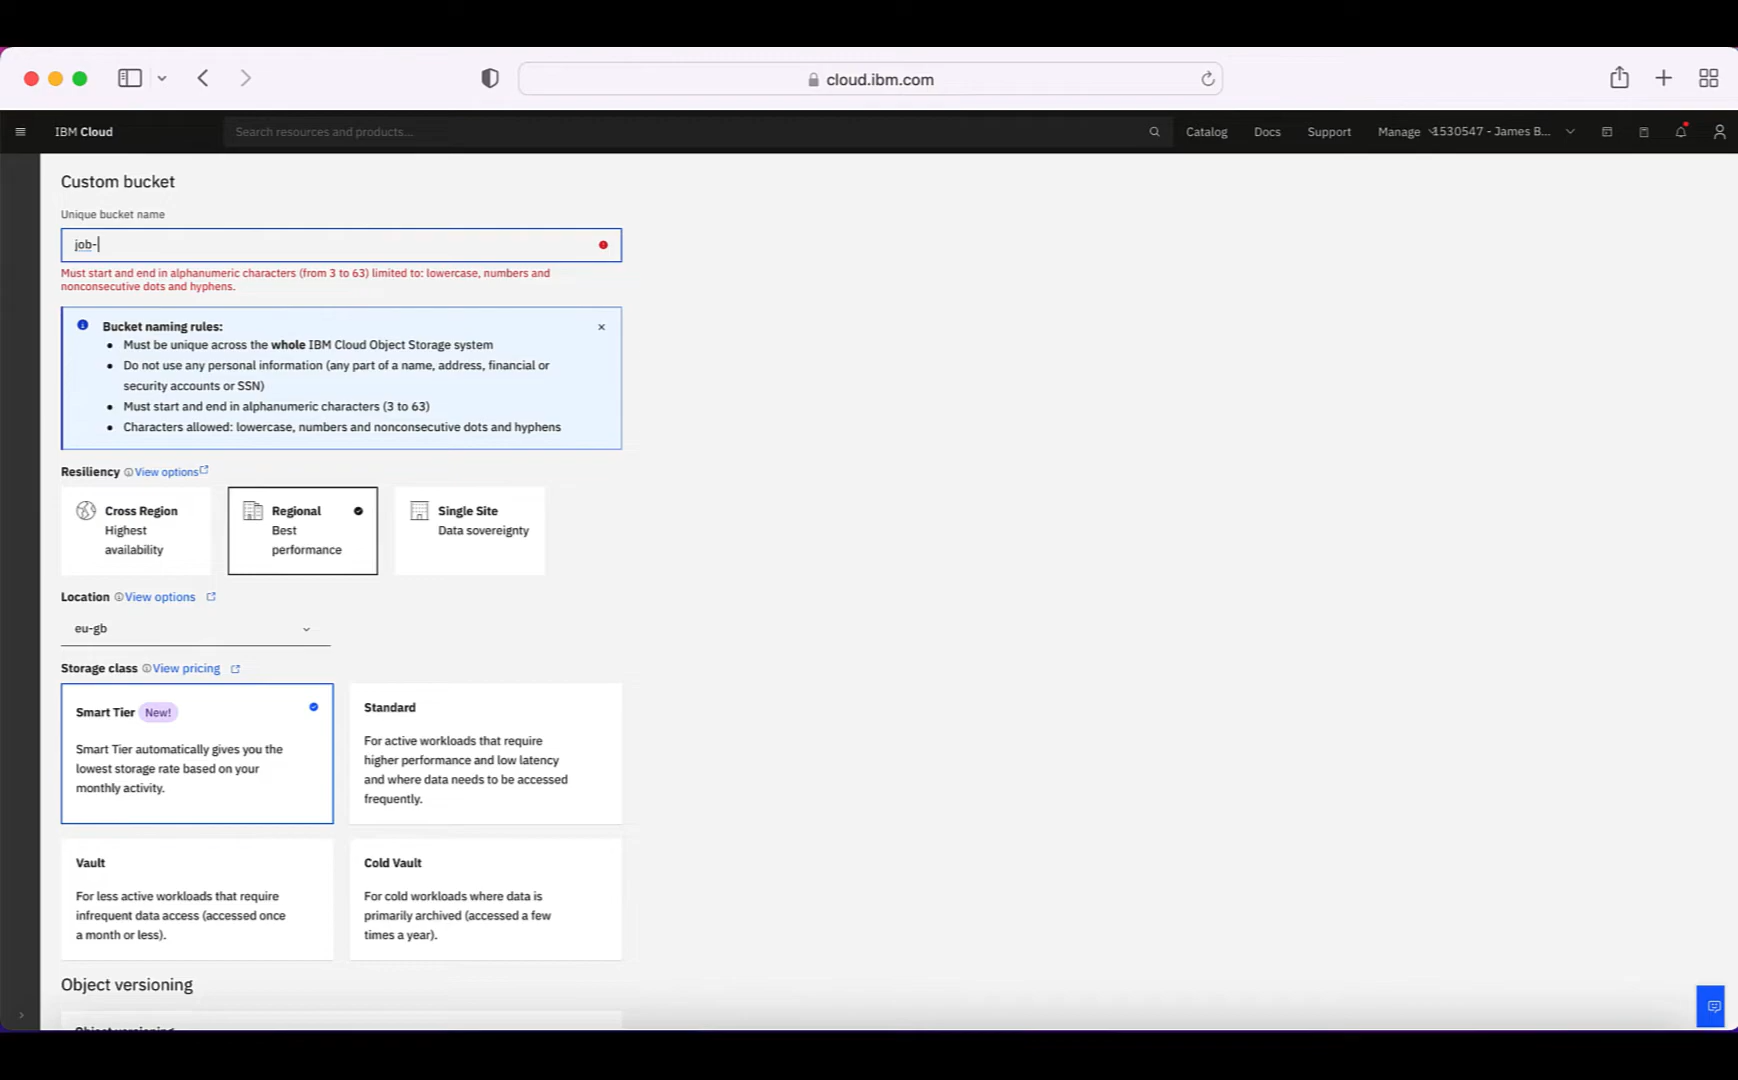 cloud.ibm.com
IBM Cloud
Search resources and products...
Catalog
Docs
Support
Manage
1530547 - James B...
Custom bucket
Unique bucket name
job-
Must start and end in alphanumeric characters (from 3 to 63) limited to: lowercase, numbers and
nonconsecutive dots and hyphens.
Bucket naming rules:
Must be unique across the whole IBM Cloud Object Storage system
Do not use any personal information (any part of a name, address, financial or
security accounts or SSN)
Must start and end in alphanumeric characters (3 to 63)
Characters allowed: lowercase, numbers and nonconsecutive dots and hyphens
Resiliency View options
Cross Region
Highest
availability
Regional
Best
performance
Single Site
Data sovereignty
Location View options
eu-gb
Storage class View pricing
Smart Tier New!
Smart Tier automatically gives you the
lowest storage rate based on your
monthly activity.
Standard
For active workloads that require
higher performance and low latency
and where data needs to be accessed
frequently.
Vault
For less active workloads that require
infrequent data access (accessed once
a month or less).
Cold Vault
For cold workloads where data is
primarily archived (accessed a few
times a year).
Object versioning
Object versioning